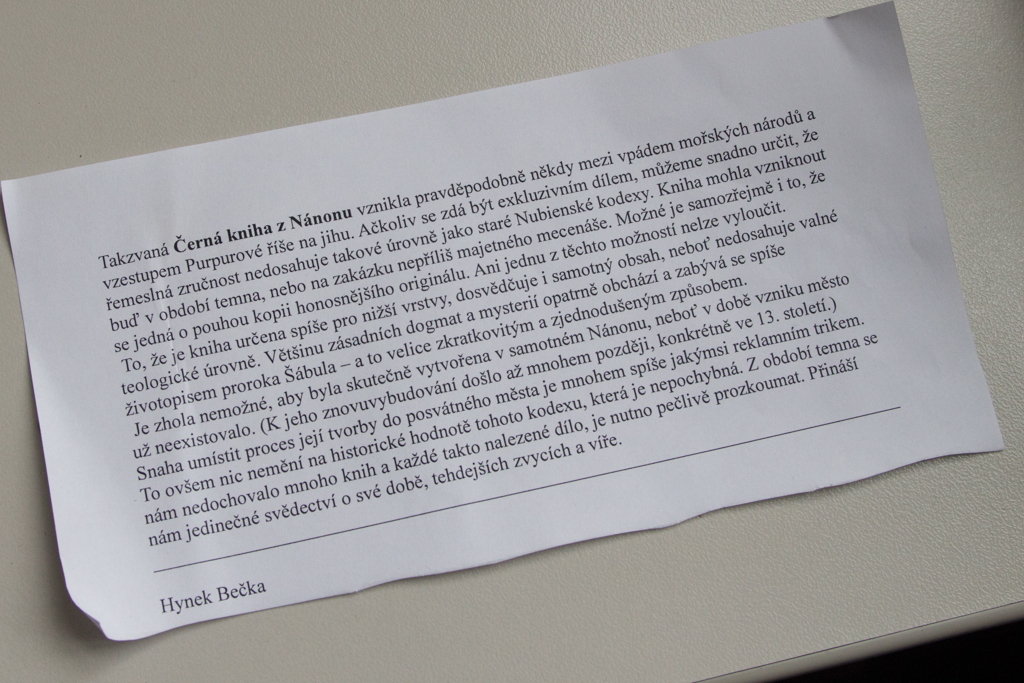 Takzvaná Černá kniha z Nánonu vznikla pravděpodobně někdy mezi vpádem mořských národů a
vzestupem Purpurové říše na jihu. Ačkoliv se zdá být exkluzivním dílem, můžeme snadno určit, že
řemeslná zručnost nedosahuje takové úrovně jako staré Nubienské kodexy. Kniha mohla vzniknout
buď v období temna, nebo na zakázku nepříliš majetného mecenáše. Možné je samozřejmě i to, že
se jedná o pouhou kopii honosnějšího originálu. Ani jednu z těchto možností nelze vyloučit.
To, že je kniha určena spíše pro nižší vrstvy, dosvědčuje i samotný obsah, neboť nedosahuje valné
teologické úrovně. Většinu zásadních dogmat a mysterií opatrně obchází a zabývá se spíše
životopisem proroka Šábula – a to velice zkratkovitým a zjednodušeným způsobem.
Je zhola nemožné, aby byla skutečně vytvořena v samotném Nánonu, neboť v době vzniku město
už neexistovalo. (K jeho znovuvybudování došlo až mnohem později, konkrétně ve 13. století.)
Snaha umístit proces její tvorby do posvátného města je mnohem spíše jakýmsi reklamním trikem.
To ovšem nic nemění na historické hodnotě tohoto kodexu, která je nepochybná. Z období temna se
nám nedochovalo mnoho knih a každé takto nalezené dílo, je nutno pečlivě prozkoumat. Přináší
nám jedinečné svědectví o své době, tehdejších zvycích a víře.
Hynek Bečka